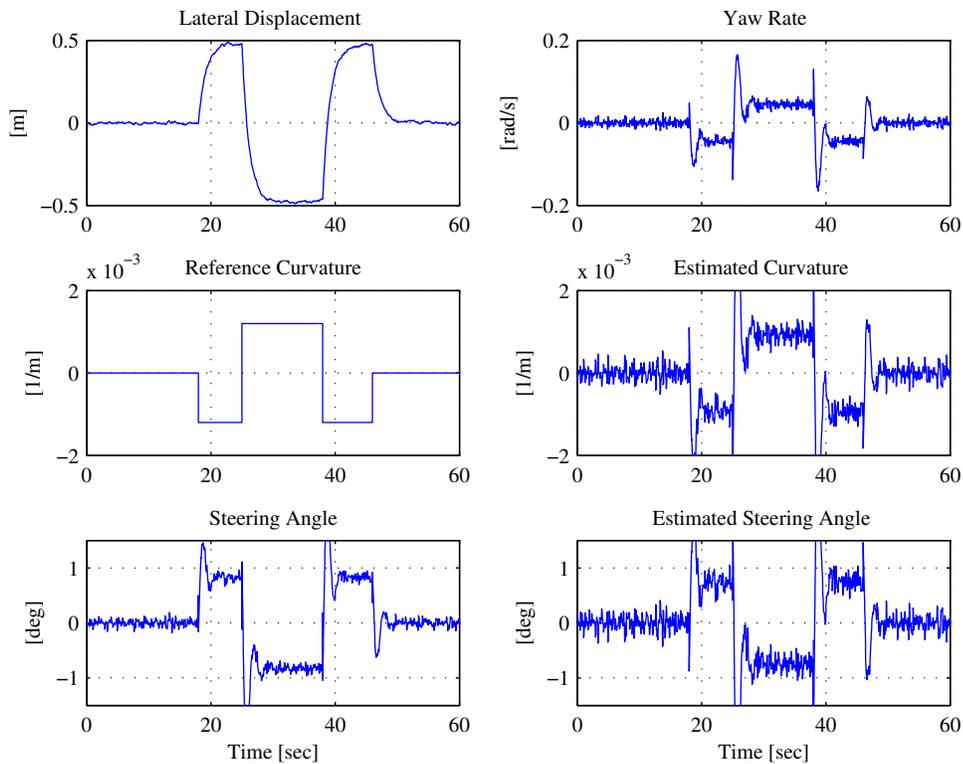 Lateral Displacement
0.5
0
−0.5
[m]
0 20 40 60
Yaw Rate
0.2
0
−0.2
[rad/s]
0 20 40 60
x 10−3
Reference Curvature
2
0
−2
[1/m]
0 20 40 60
x 10−3
Estimated Curvature
2
0
−2
[1/m]
0 20 40 60
Steering Angle
1
0
−1
[deg]
0 20 40 60
Time [sec]
Estimated Steering Angle
1
0
−1
[deg]
0 20 40 60
Time [sec]